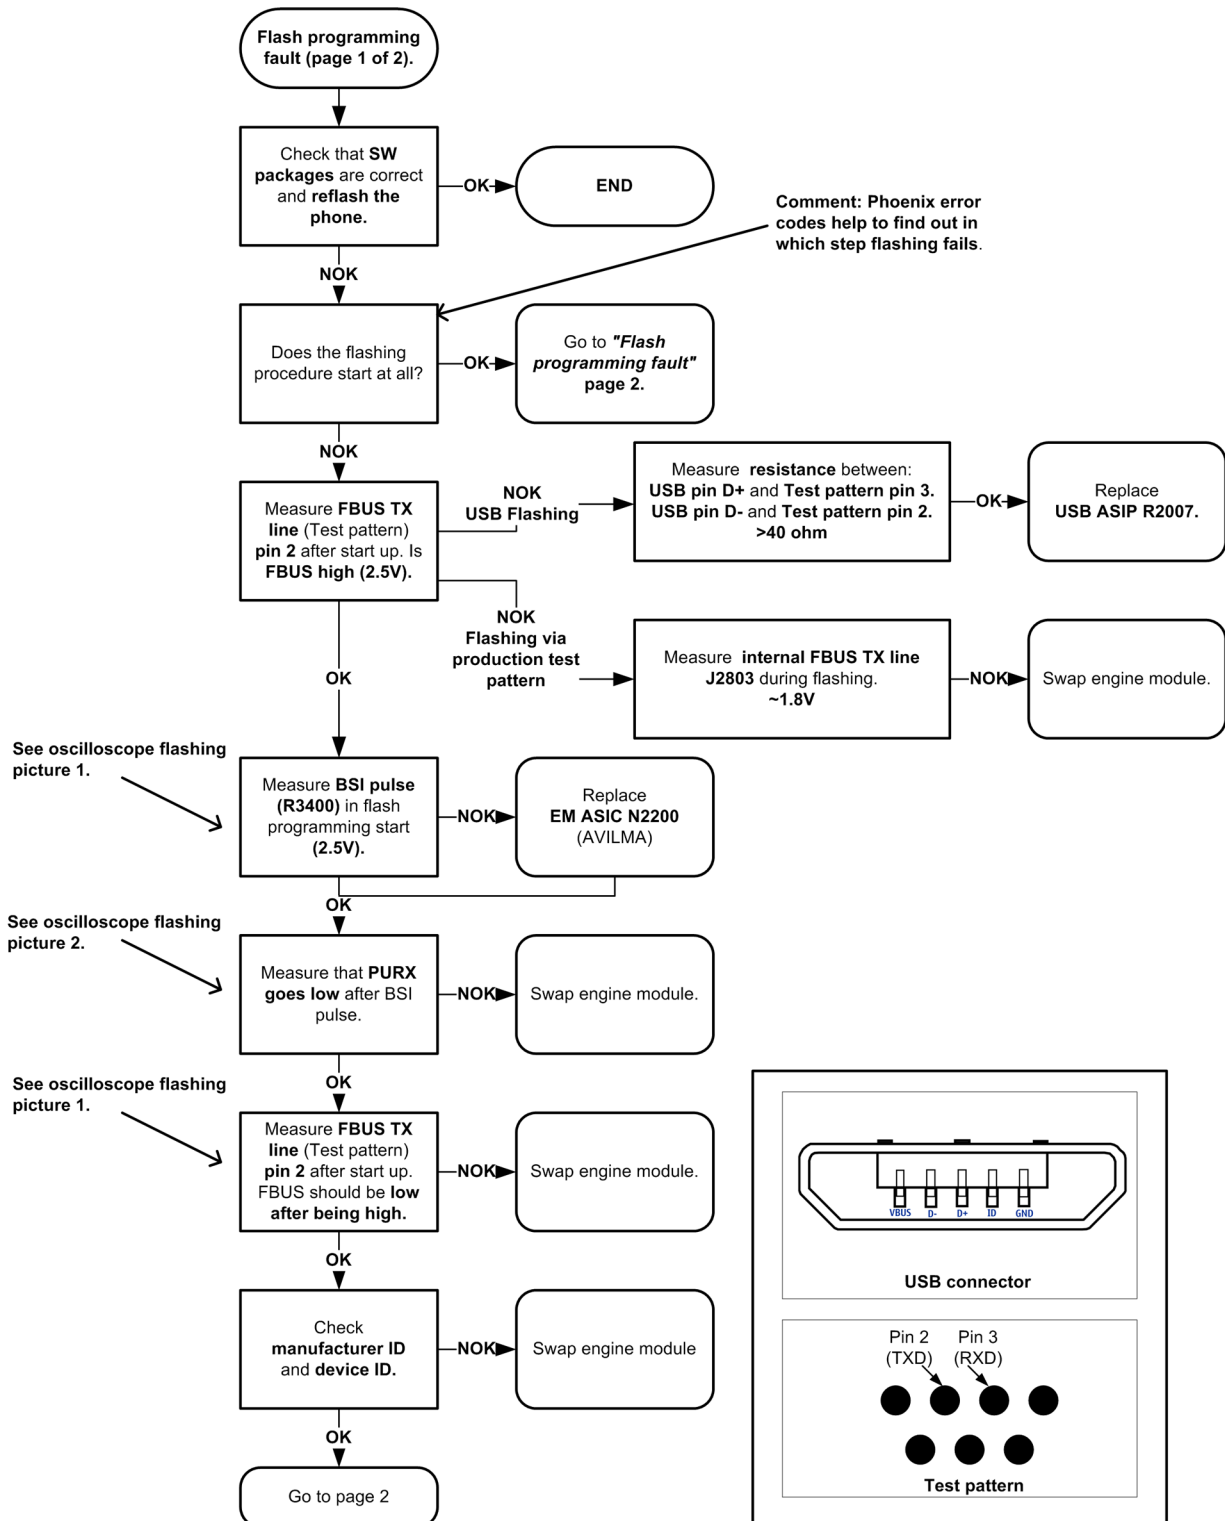 Flash programming
fault (page 1 of 2).
Check that SW
packages are correct
and reflash the
phone.
OK
END
Comment: Phoenix error
codes help to find out in
which step flashing fails.
NOK
Does the flashing
procedure start at all?
OK
Go to "Flash
programming fault"
page 2.
NOK
Measure FBUS TX
line (Test pattern)
pin 2 after start up. Is
FBUS high (2.5V).
NOK
USB Flashing
Measure resistance between:
USB pin D+ and Test pattern pin 3.
USB pin D- and Test pattern pin 2.
>40 ohm
OK
Replace
USB ASIP R2007.
NOK
Flashing via
production test
pattern
Measure internal FBUS TX line
J2803 during flashing.
~1.8V
NOK
Swap engine module.
OK
See oscilloscope flashing
picture 1.
Measure BSI pulse
(R3400) in flash
programming start
(2.5V).
NOK
Replace
EM ASIC N2200
(AVILMA)
OK
See oscilloscope flashing
picture 2.
Measure that PURX
goes low after BSI
pulse.
NOK
Swap engine module.
OK
See oscilloscope flashing
picture 1.
Measure FBUS TX
line (Test pattern)
pin 2 after start up.
FBUS should be low
after being high.
NOK
Swap engine module.
OK
Check
manufacturer ID
and device ID.
NOK
Swap engine module
OK
Go to page 2
VBUS D- D+ ID GND
USB connector
Pin 2 Pin 3
(TXD) (RXD)
Test pattern